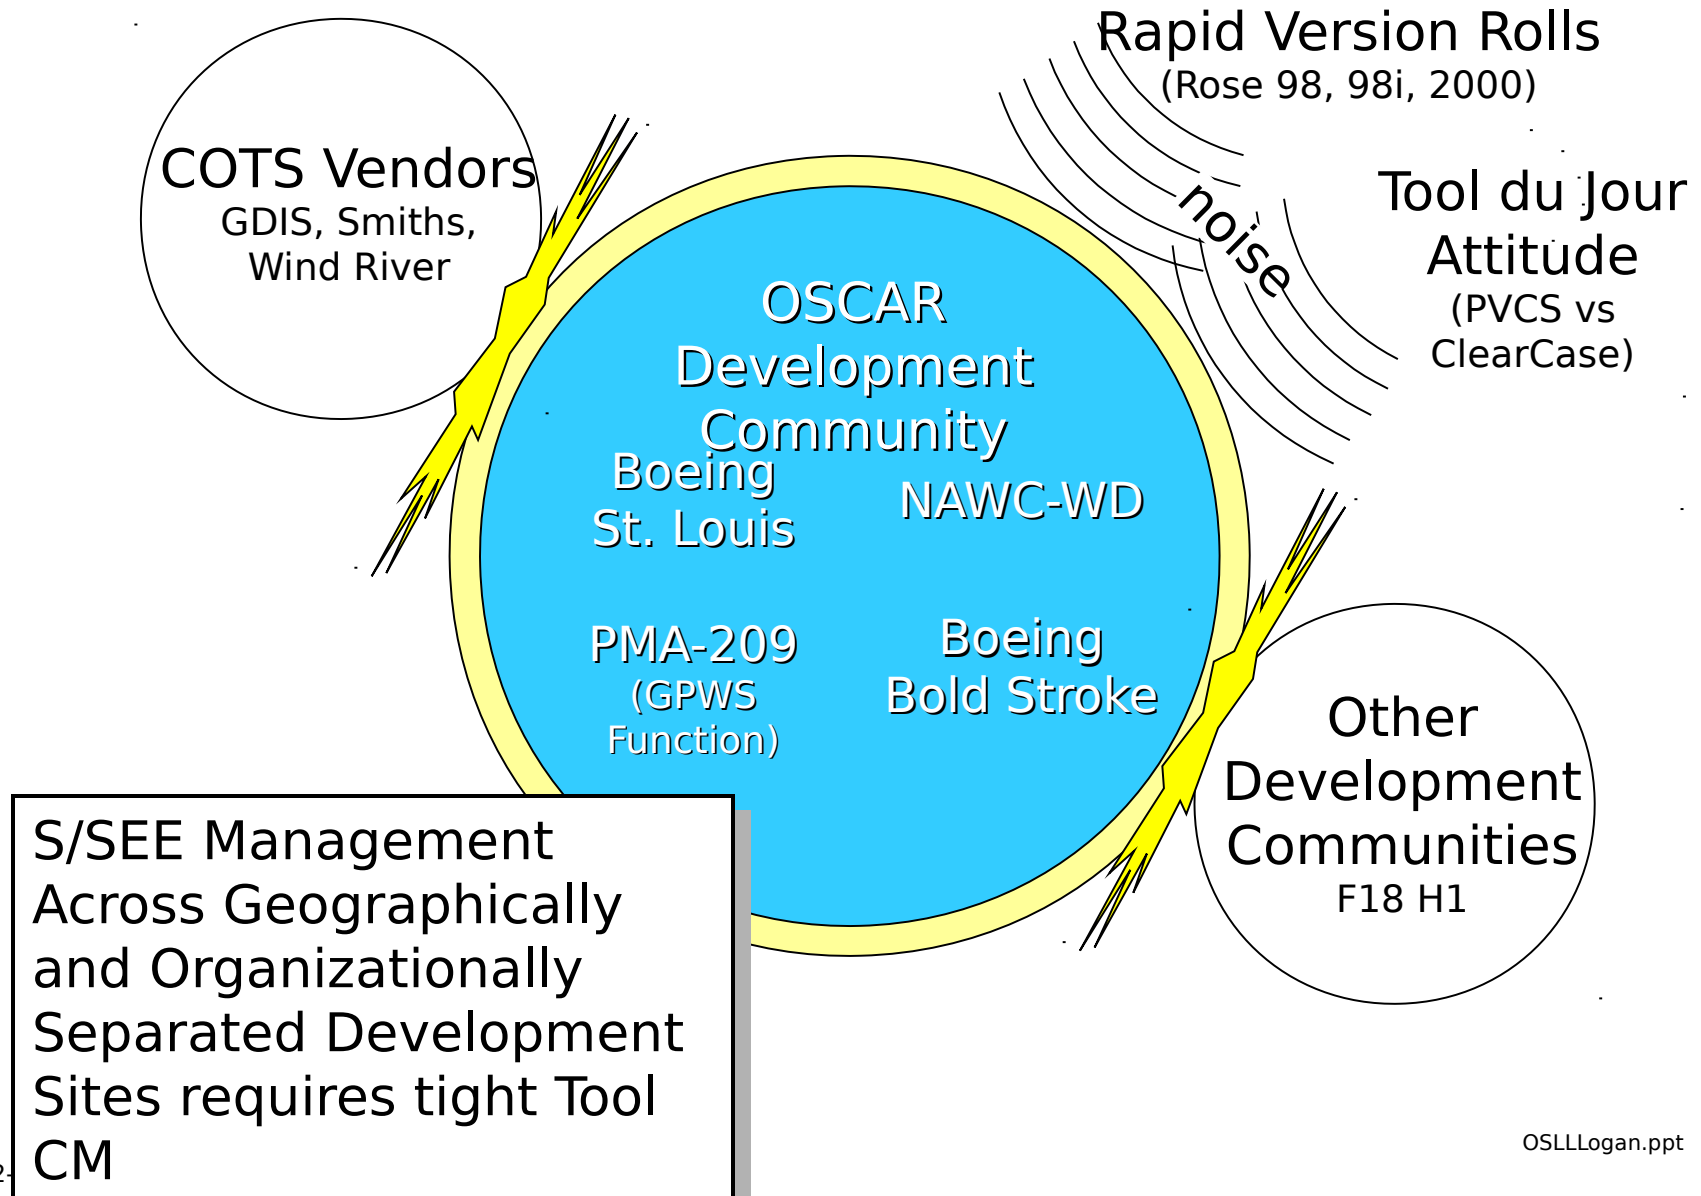 Rapid Version Rolls
(Rose 98, 98i, 2000)
COTS Vendors
GDIS, Smiths,
Wind River
Tool du Jour
Attitude
(PVCS vs
ClearCase)
noise
OSCAR
Development
Community
Boeing
St. Louis
NAWC-WD
PMA-209
(GPWS
Function)
Boeing
Bold Stroke
Other
Development
Communities
F18 H1
S/SEE Management
Across Geographically
and Organizationally
Separated Development
Sites requires tight Tool
CM
OSLLLogan.ppt